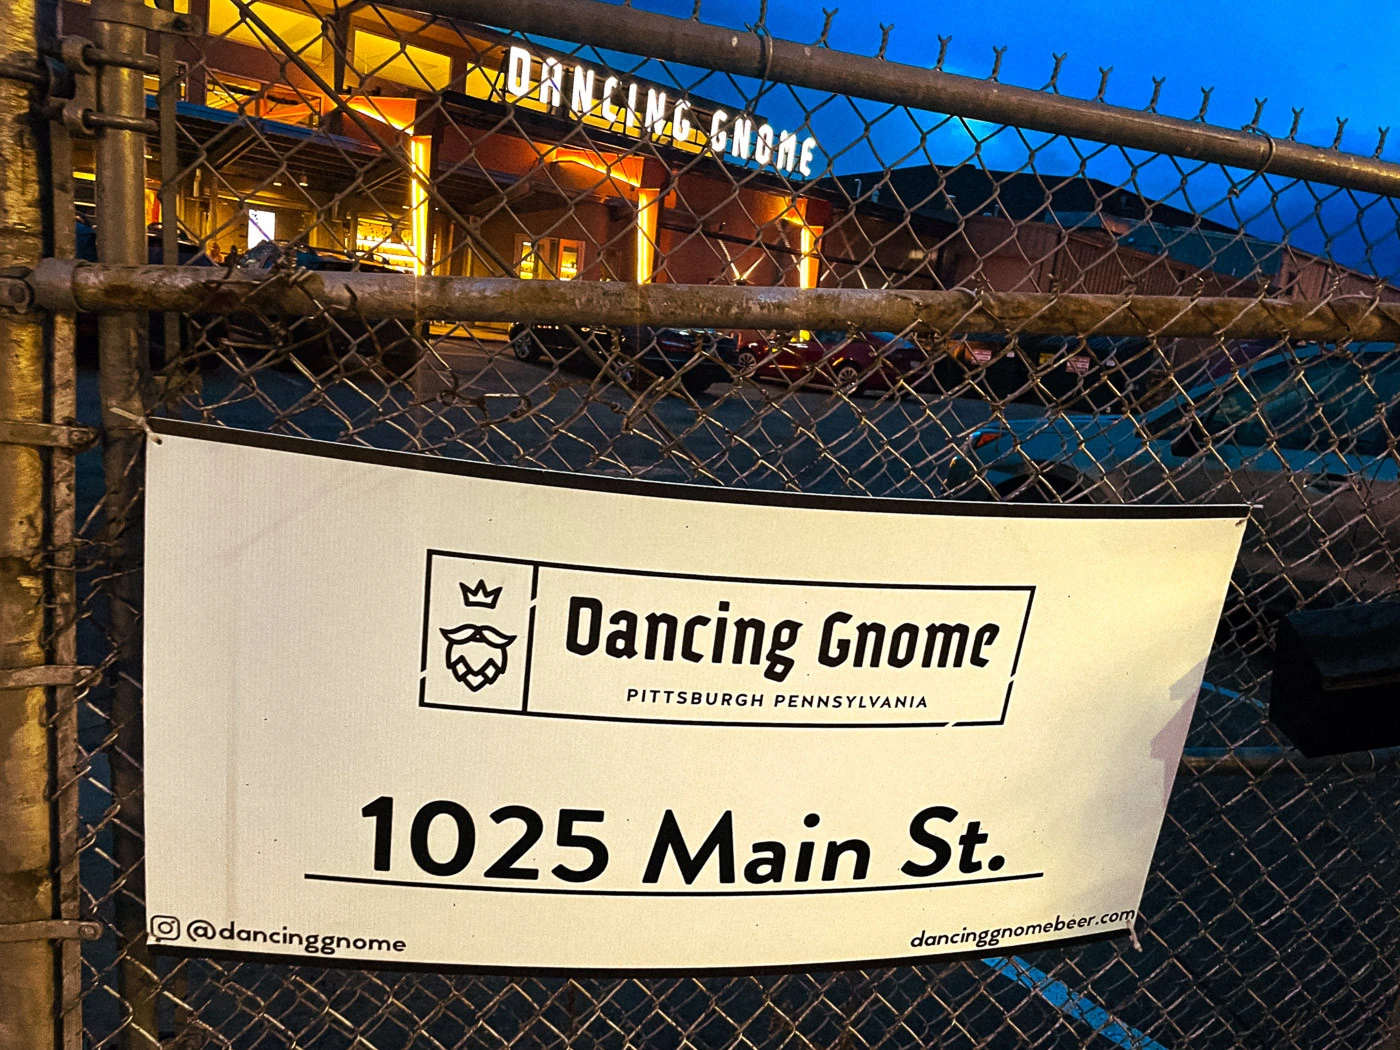 DANCING GNOME
Dancing Gnome
PITTSBURGH PENNSYLVANIA
1025 Main St.
@dancinggnome
dancinggnomebeer.com